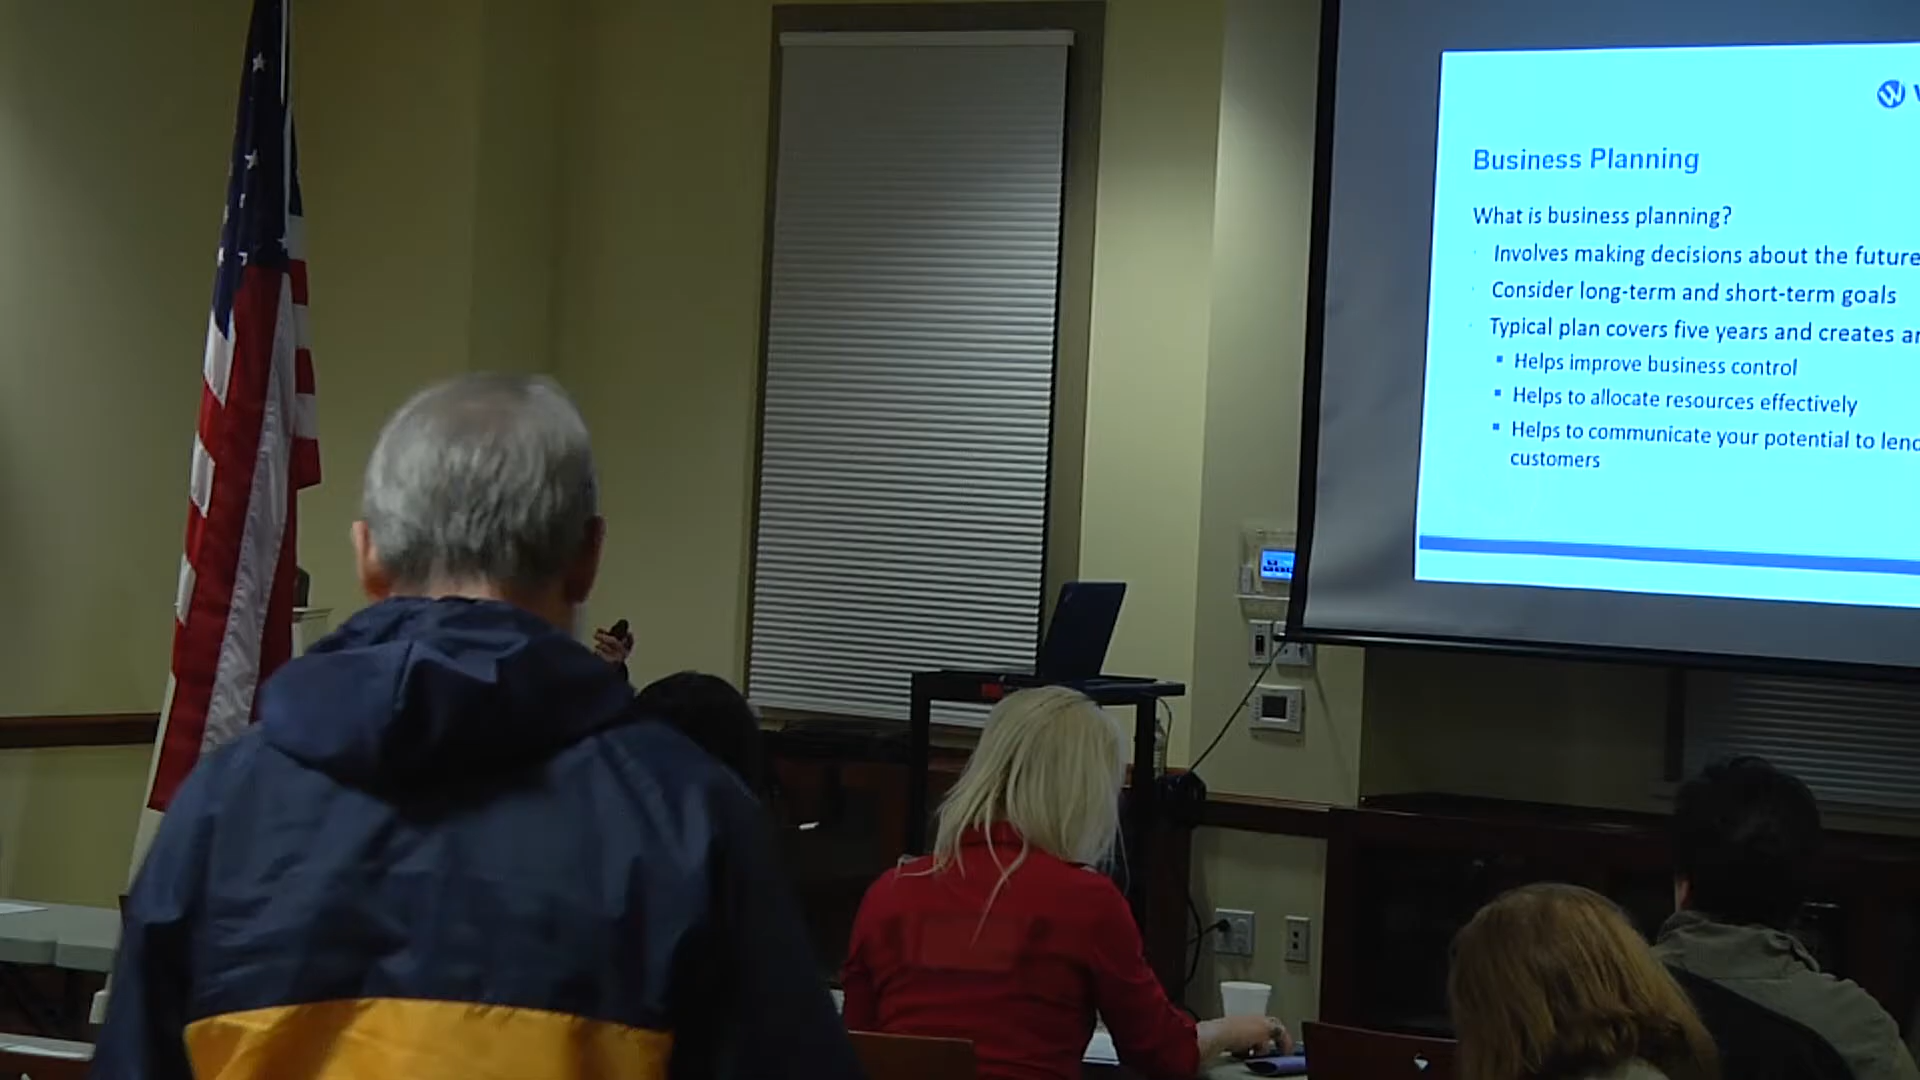 Business Planning
What is business planning?
Involves making decisions about the future
Consider long-term and short-term goals
Typical plan covers five years and creates
Helps improve business control
Helps to allocate resources effectively
Helps to communicate your potential to
customers